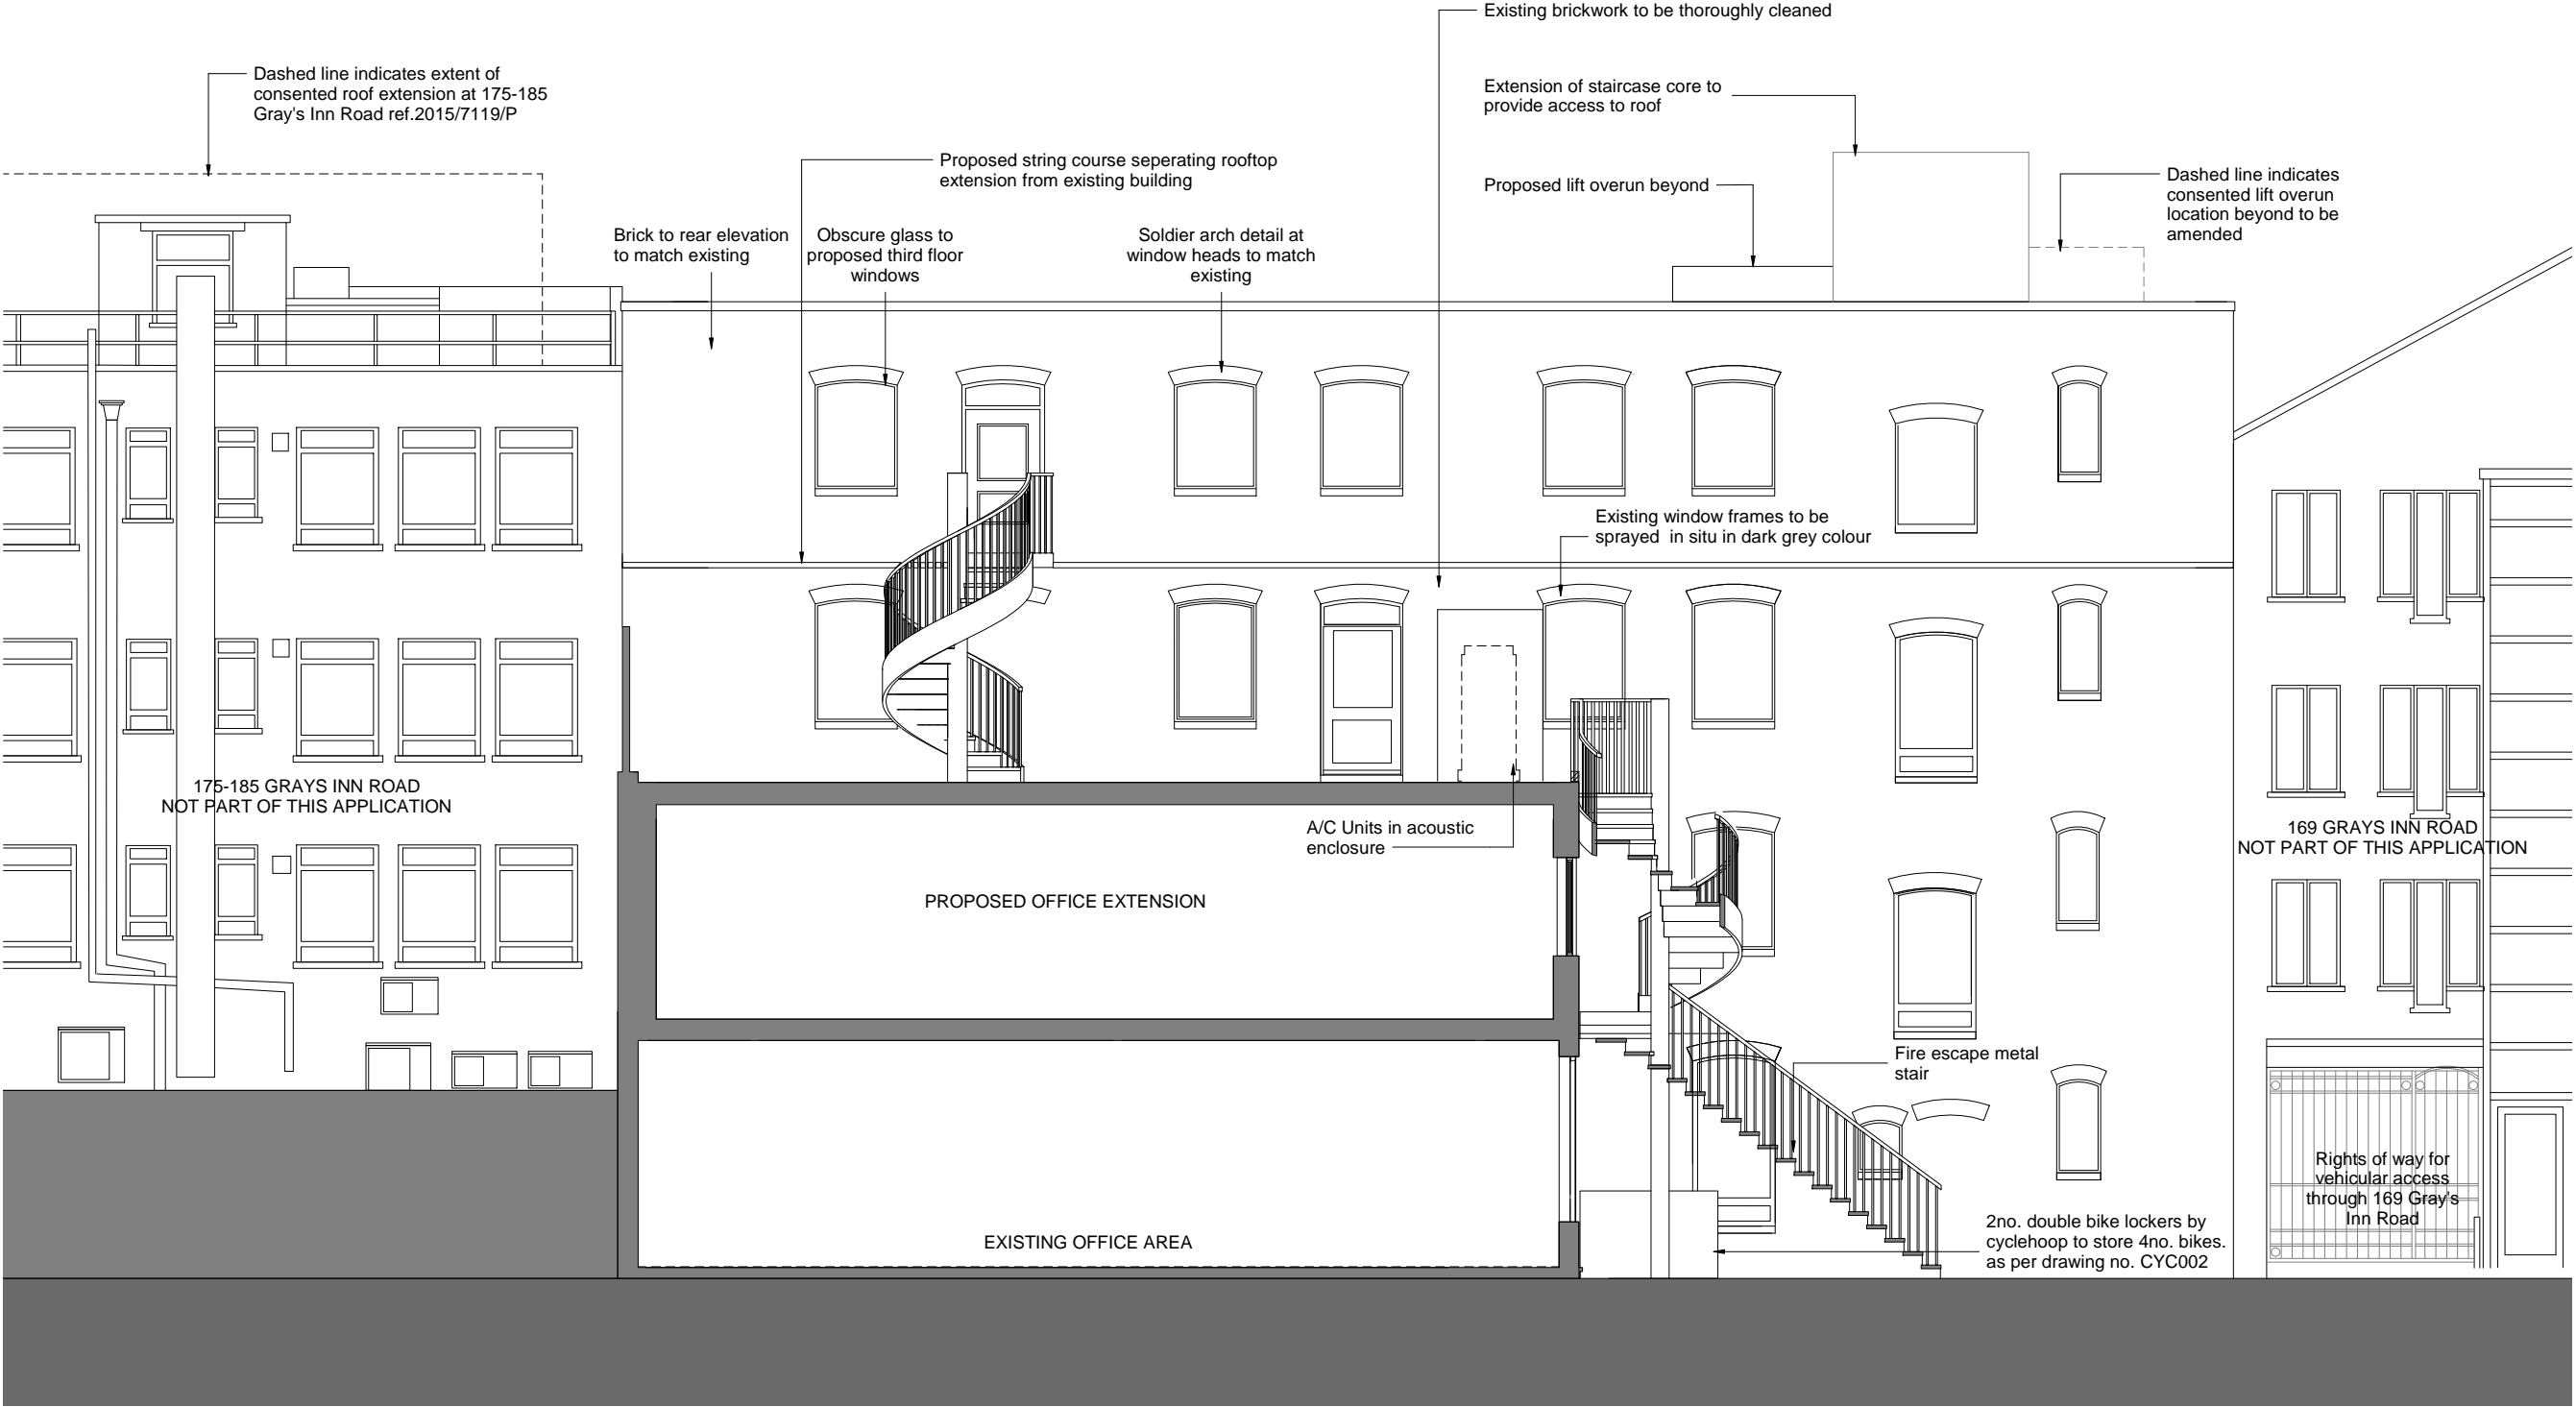 Existing brickwork to be thoroughly cleaned
Dashed line indicates extent of
consented roof extension at 175-185
Gray's Inn Road ref.2015/7119/P
Extension of staircase core to
provide access to roof
Proposed string course seperating rooftop
extension from existing building
Proposed lift overun beyond
Dashed line indicates
consented lift overun
location beyond to be
amended
Brick to rear elevation
to match existing
Obscure glass to
proposed third floor
windows
Soldier arch detail at
window heads to match
existing
Existing window frames to be
sprayed in situ in dark grey colour
175-185 GRAYS INN ROAD
NOT PART OF THIS APPLICATION
A/C Units in acoustic
enclosure
169 GRAYS INN ROAD
NOT PART OF THIS APPLICATION
PROPOSED OFFICE EXTENSION
Fire escape metal
stair
Rights of way for
vehicular access
through 169 Gray's
Inn Road
EXISTING OFFICE AREA
2no. double bike lockers by
cyclehoop to store 4no. bikes.
as per drawing no. CYC002